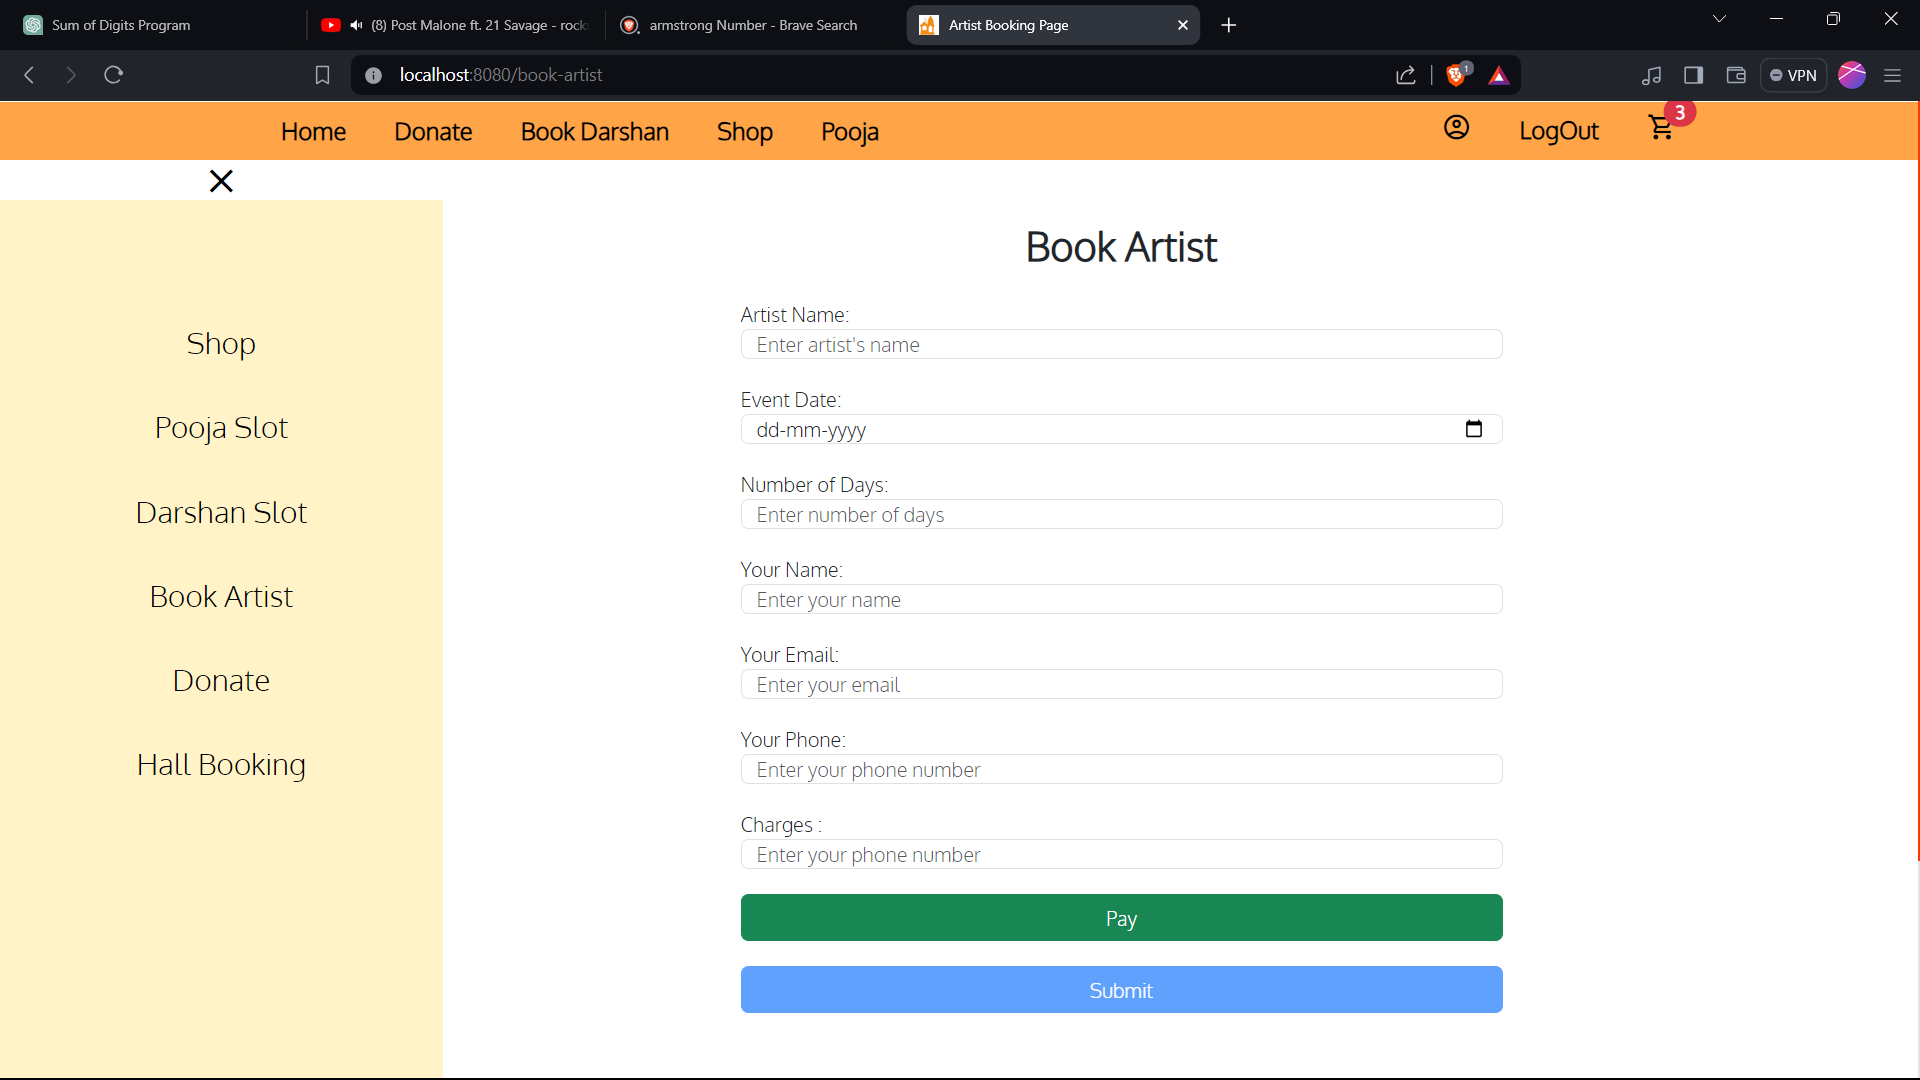 Sum of Digits Program
(8) Post Malone ft. 21 Savage - rock
armstrong Number - Brave Search
Artist Booking Page
localhost:8080/book-artist
1
VPN
Home Donate Book Darshan Shop Pooja LogOut 3
Book Artist
Shop
Pooja Slot
Darshan Slot
Book Artist
Donate
Hall Booking
Artist Name:
Enter artist's name
Event Date:
dd-mm-yyyy
Number of Days:
Enter number of days
Your Name:
Enter your name
Your Email:
Enter your email
Your Phone:
Enter your phone number
Charges :
Enter your phone number
Pay
Submit